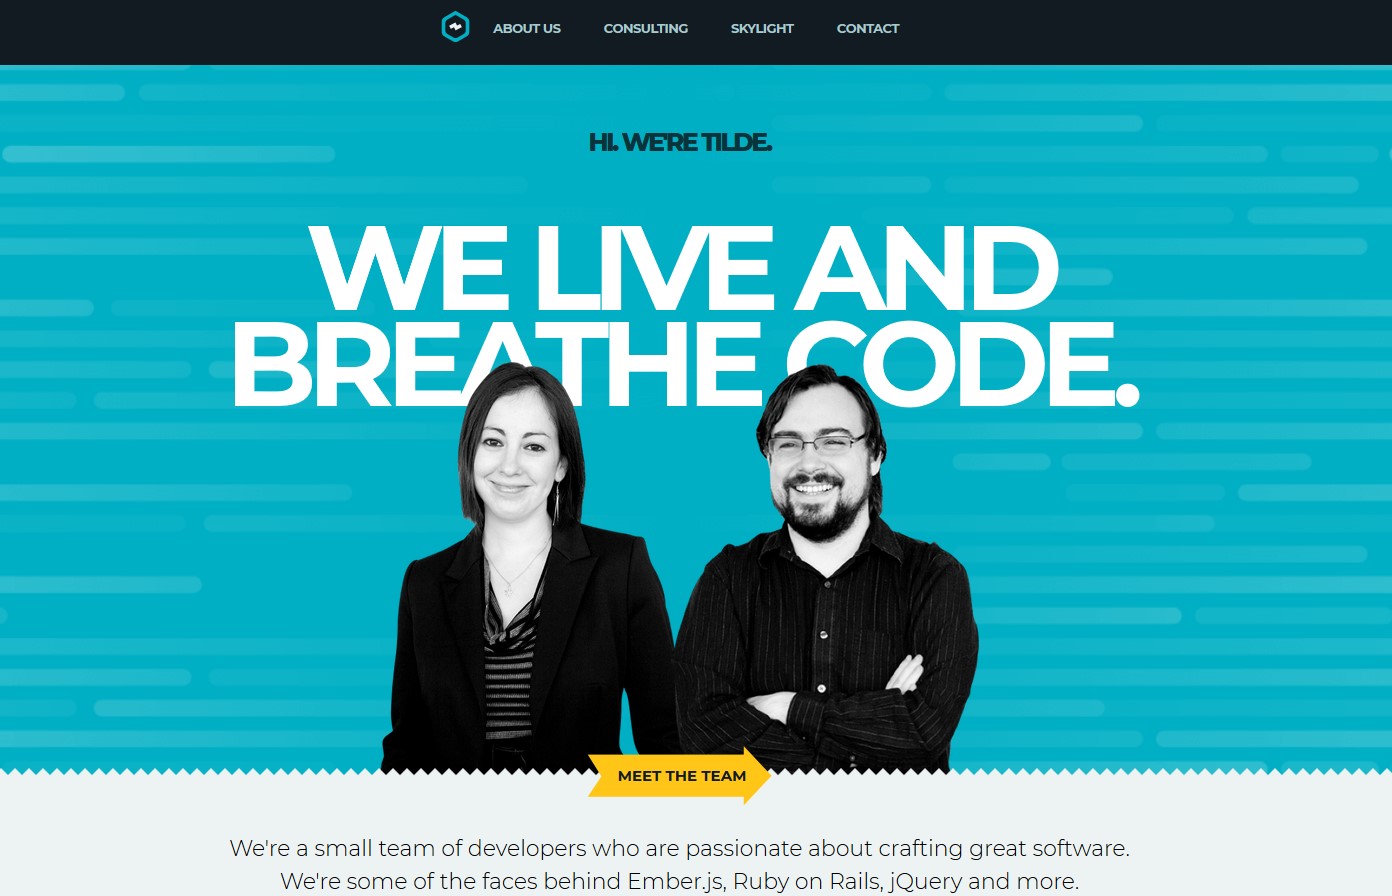 ABOUT US
CONSULTING
SKYLIGHT
CONTACT
HI. WE'RE TILDE.
WE LIVE AND
BREATHE CODE.
MEET THE TEAM
We're a small team of developers who are passionate about crafting great software.
We're some of the faces behind Ember.js, Ruby on Rails, jQuery and more.